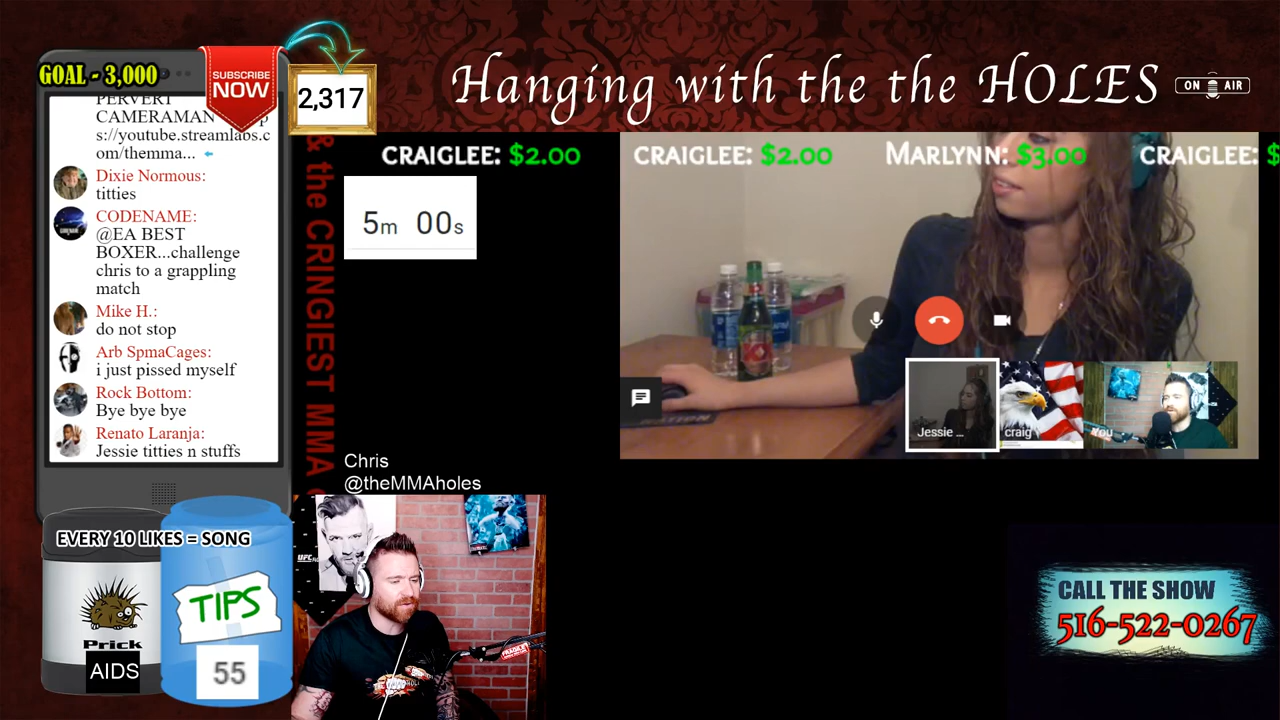 GOAL - 3,000
SUBSCRIBE
NOW
2,317
Hanging with the the HOLES
ON AIR
PERVERT
CAMERAMAN
s://youtube.streamlabs.c
om/themma...
Dixie Normous:
titties
CODENAME:
@EA BEST
BOXER...challenge
chris to a grappling
match
Mike H.:
do not stop
Arb SpmaCages:
i just pissed myself
Rock Bottom:
Bye bye bye
Renato Laranja:
Jessie titties n stuffs
& the CRINGIEST MMA
CRAIGLEE: $2.00
CRAIGLEE: $2.00
MARLYNN: $3.00
CRAIGLEE: $
5m 00s
Jessie ...
craig
You
Chris
@theMMAholes
UFC
EVERY 10 LIKES = SONG
Prick
AIDS
TIPS
55
CALL THE SHOW
516-522-0267